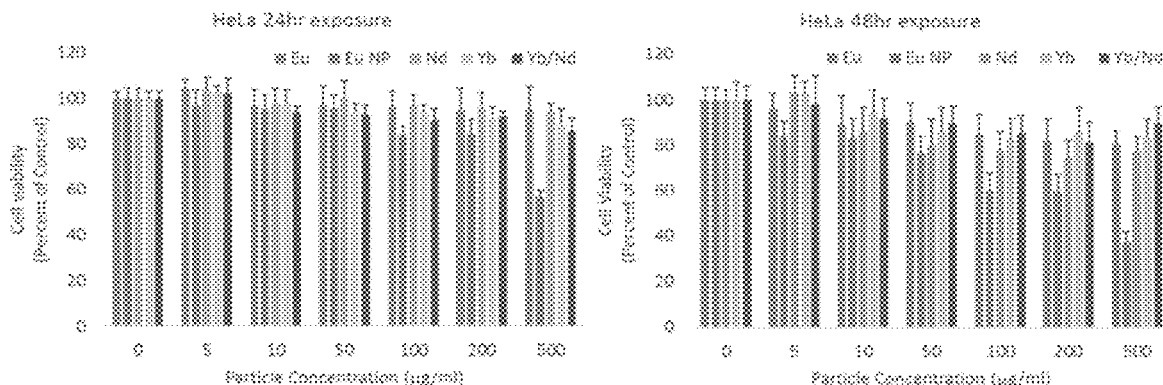 HeLa 24hr exposure
Eu Eu NP Nd Yb Yb/Nd
Cell viability
(Percent of Control)
120
100
80
60
40
20
0
0 5 10 50 100 200 500
Particle Concentration (µg/ml)
HeLa 48hr exposure
Eu Eu NP Nd Yb Yb/Nd
Cell Viability
(Percent of Control)
120
100
80
60
40
20
0
0 5 10 50 100 200 500
Particle Concentration (µg/ml)